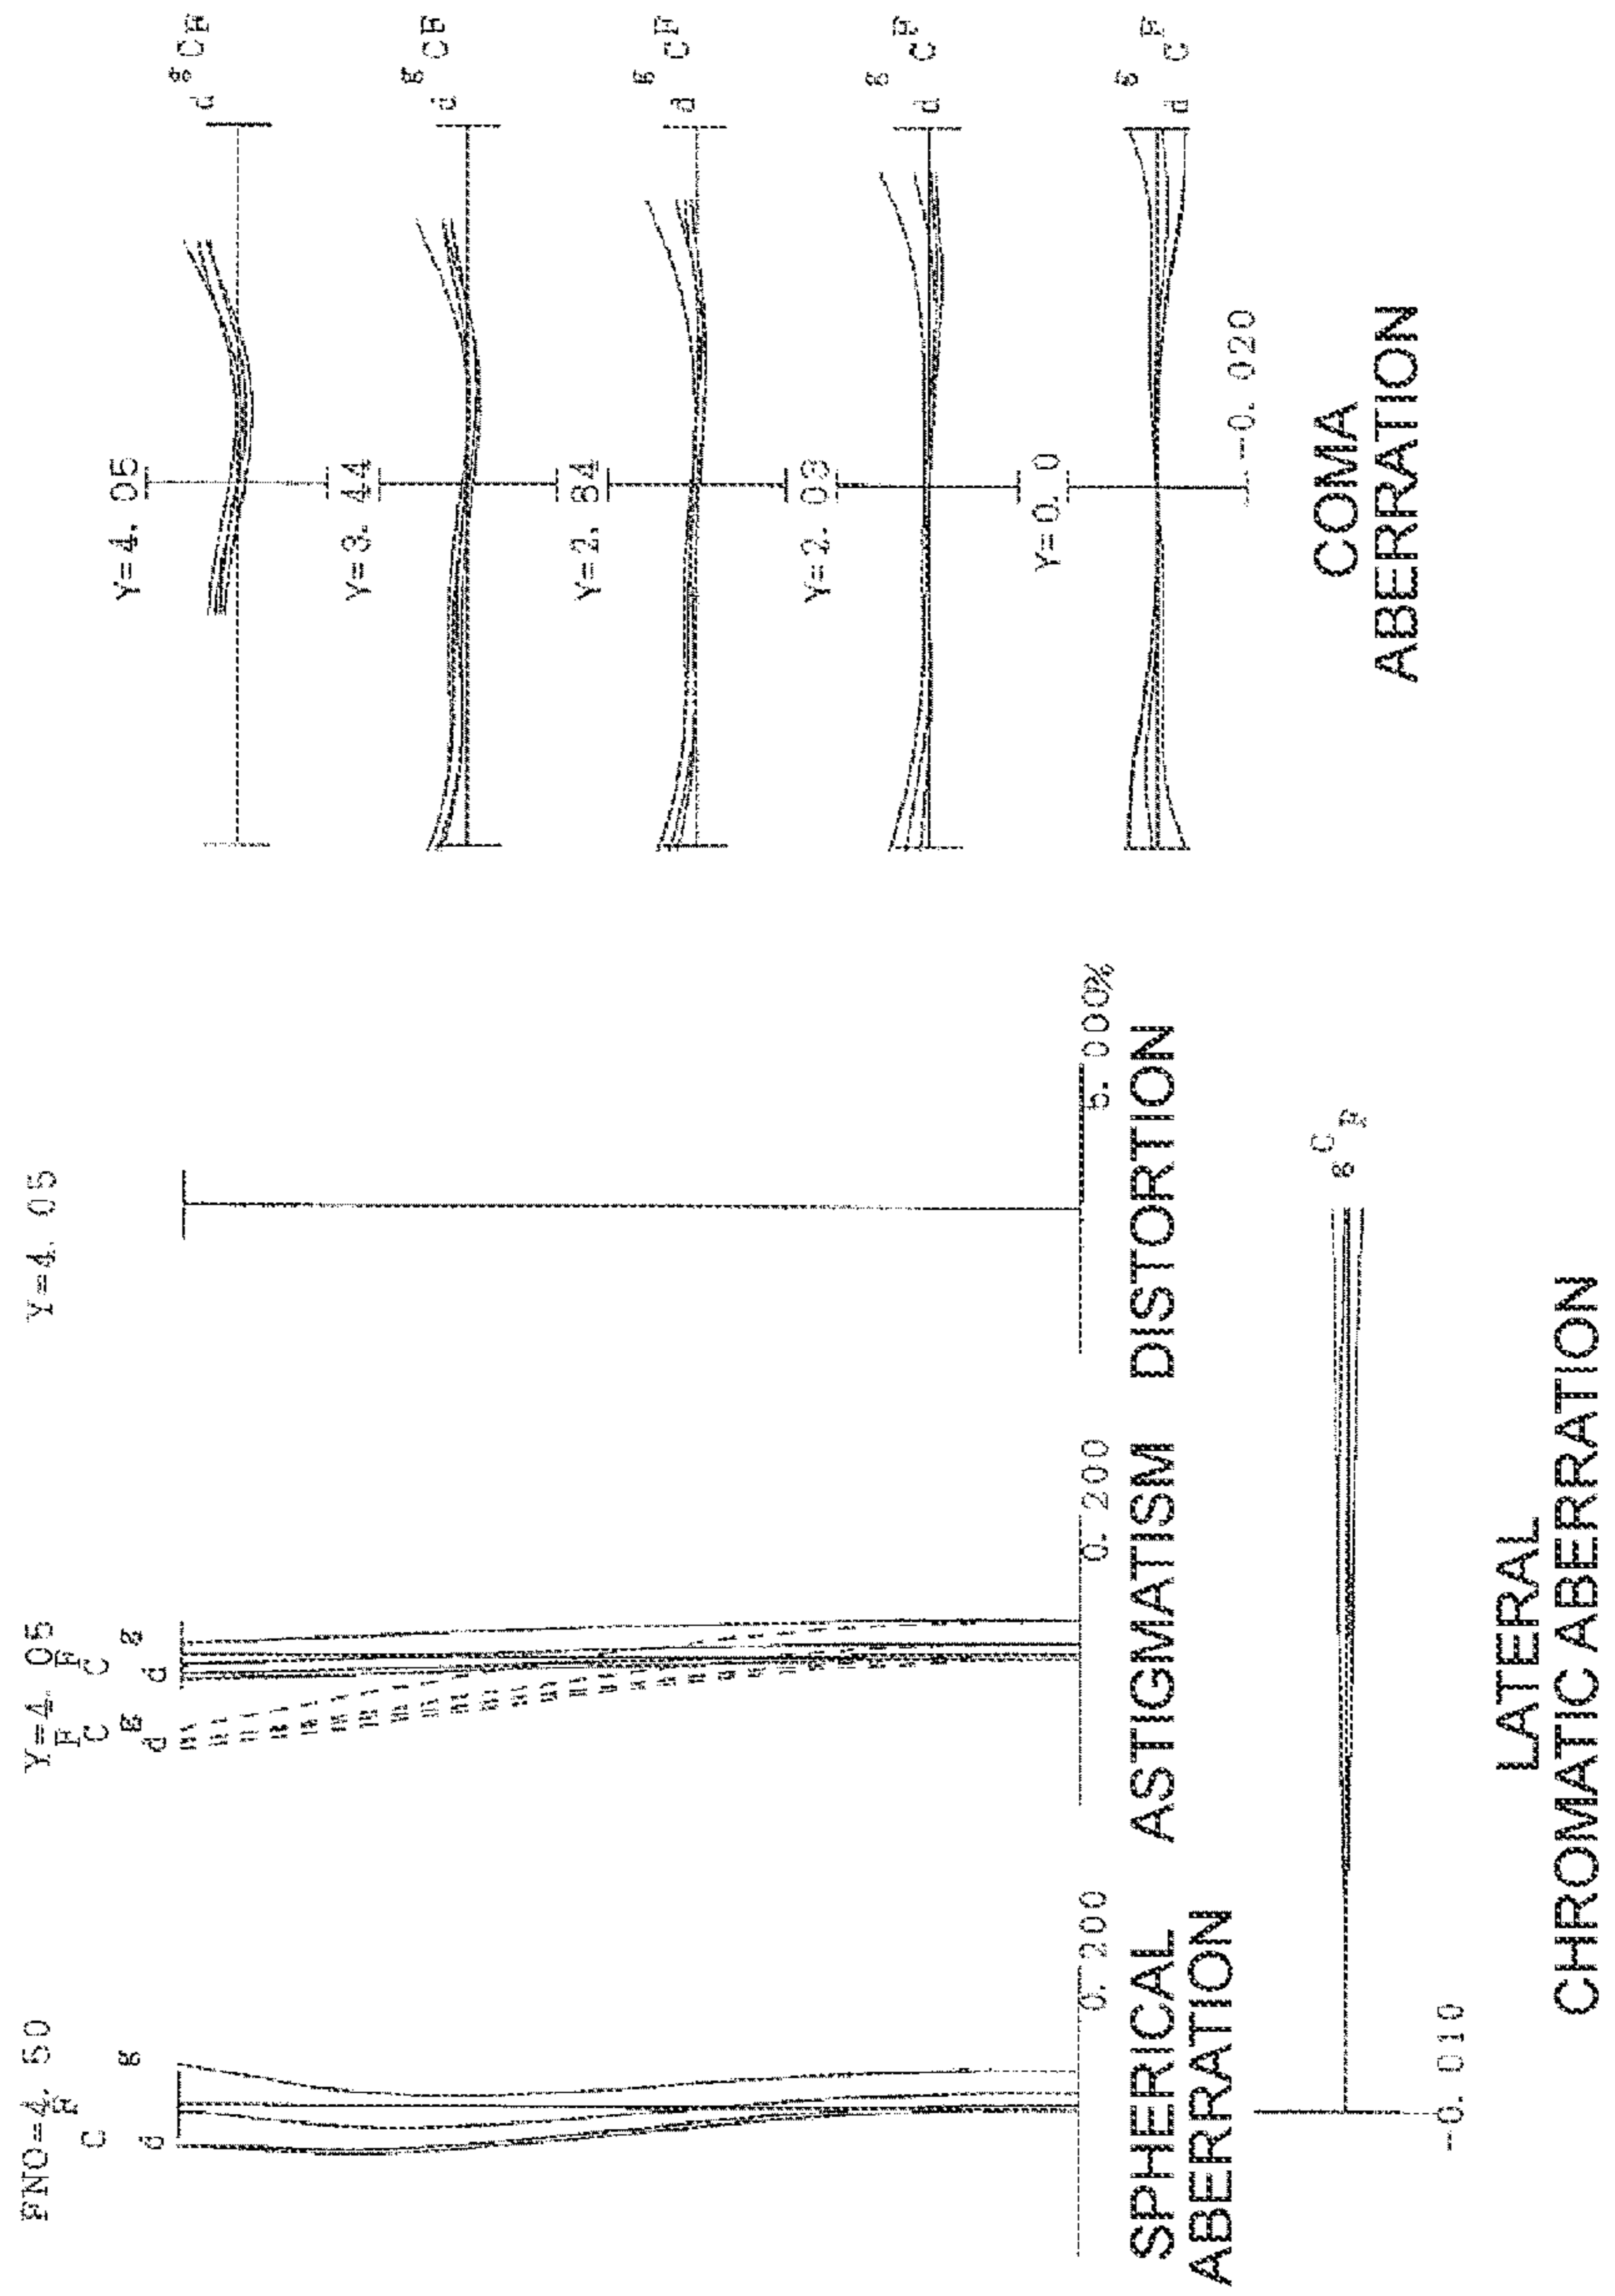 FNO=4. 50
F
C
g
d
0. 200
SPHERICAL
ABERRATION
Y=4. 05
F
C
g
d
F
C
g
d
0. 200
ASTIGMATISM
Y=4. 05
5. 000%
DISTORTION
g C F
-0. 010
LATERAL
CHROMATIC ABERRATION
Y=4. 05
d g C F
Y=3. 44
d g C F
Y=2. 84
d g C F
Y=2. 03
d g C F
Y=0. 0
d g C F
-0. 020
COMA
ABERRATION